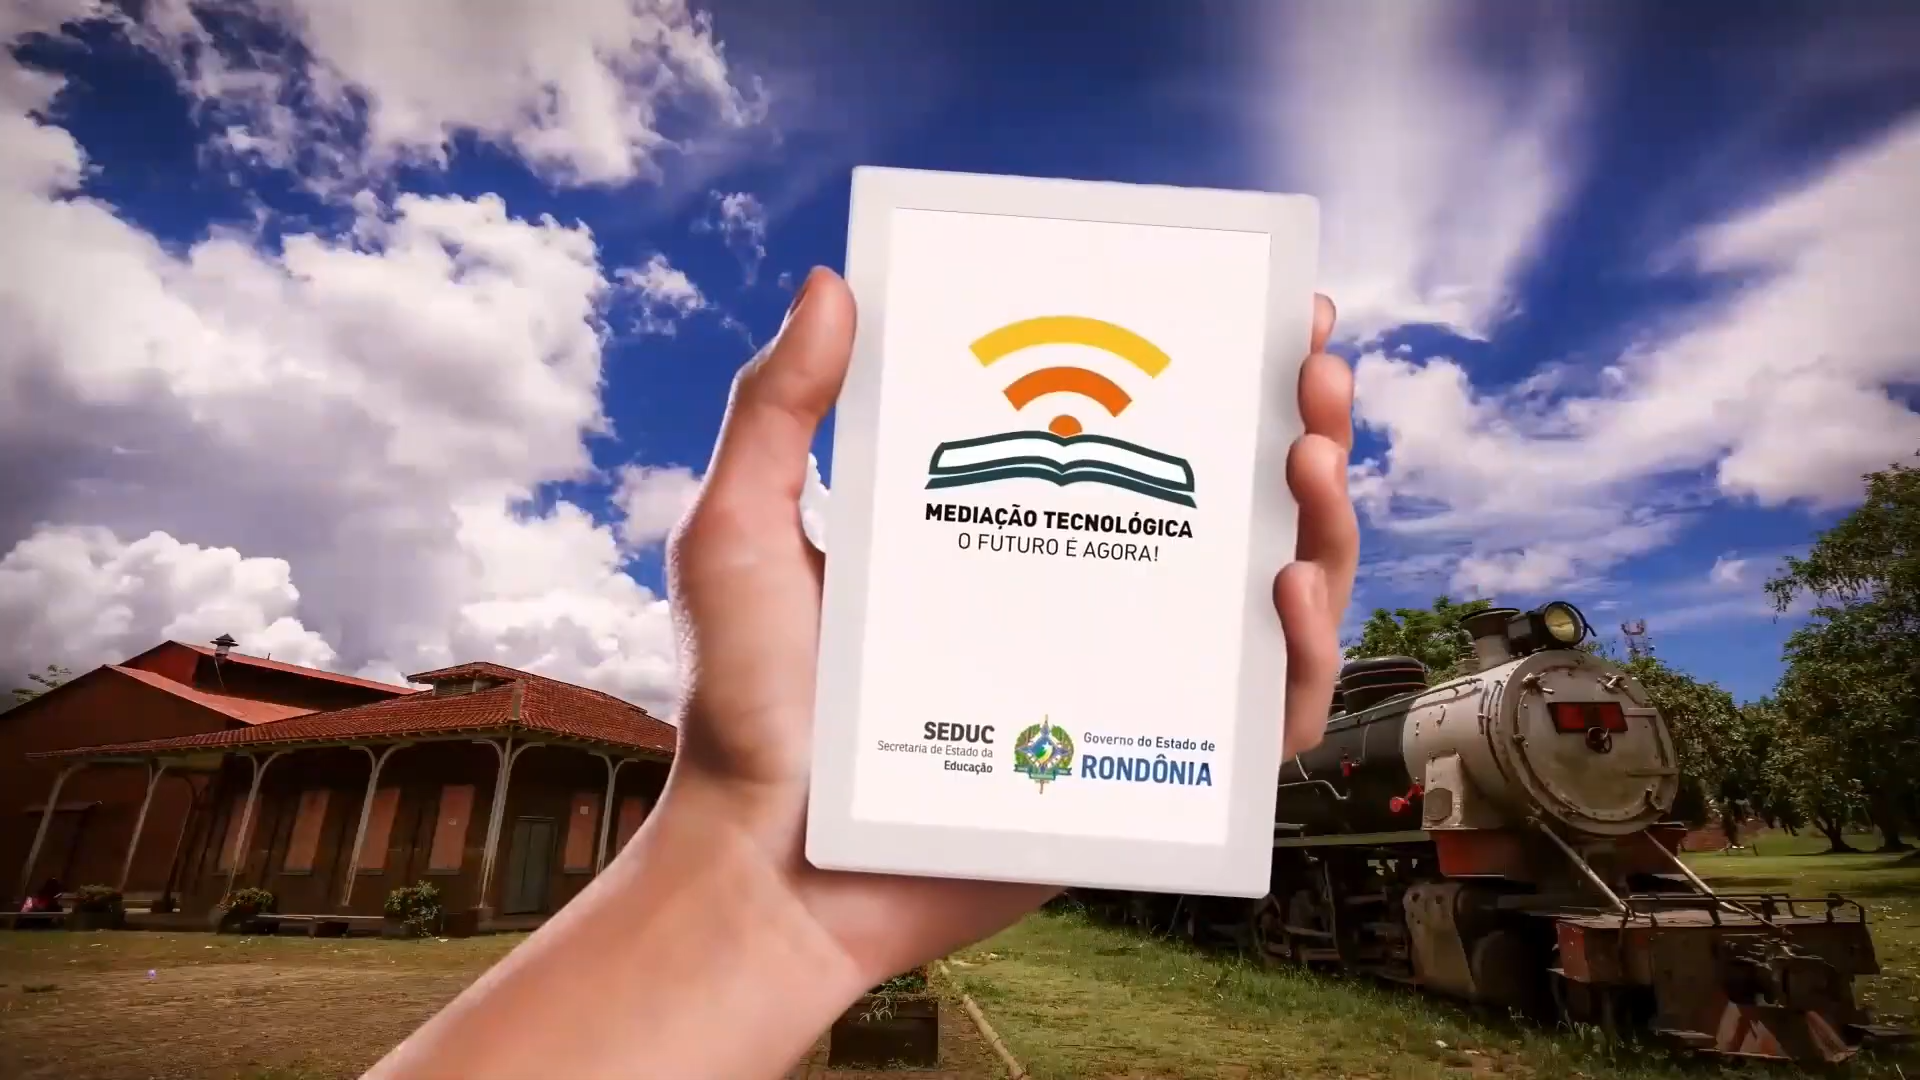 MEDIAÇÃO TECNOLÓGICA
O FUTURO É AGORA!
SEDUC
Secretaria de Estado da
Educação
Governo do Estado de
RONDÔNIA